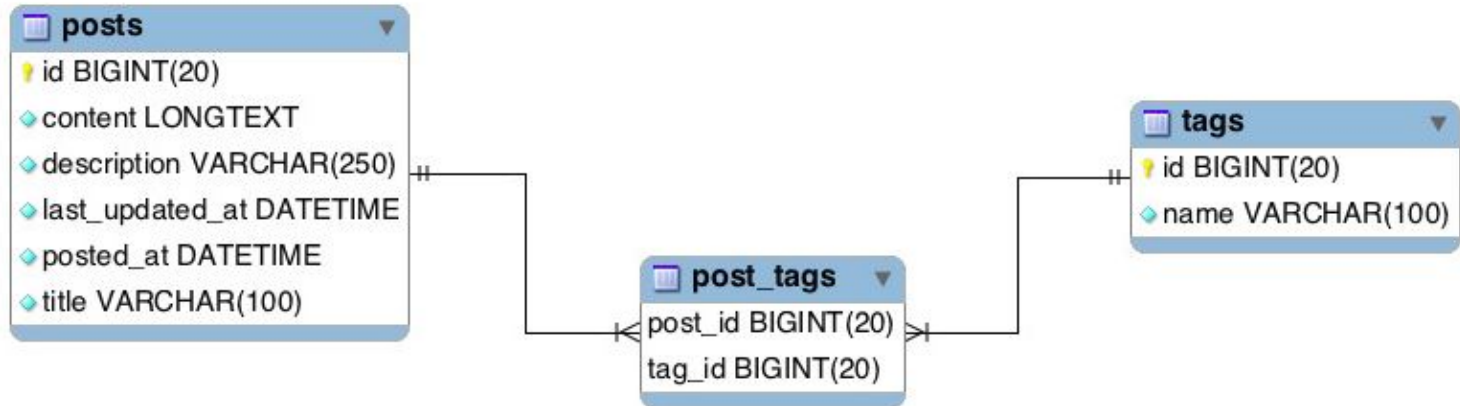 posts
id BIGINT(20)
content LONGTEXT
description VARCHAR(250)
last_updated_at DATETIME
posted_at DATETIME
title VARCHAR(100)
post_tags
post_id BIGINT(20)
tag_id BIGINT(20)
tags
id BIGINT(20)
name VARCHAR(100)